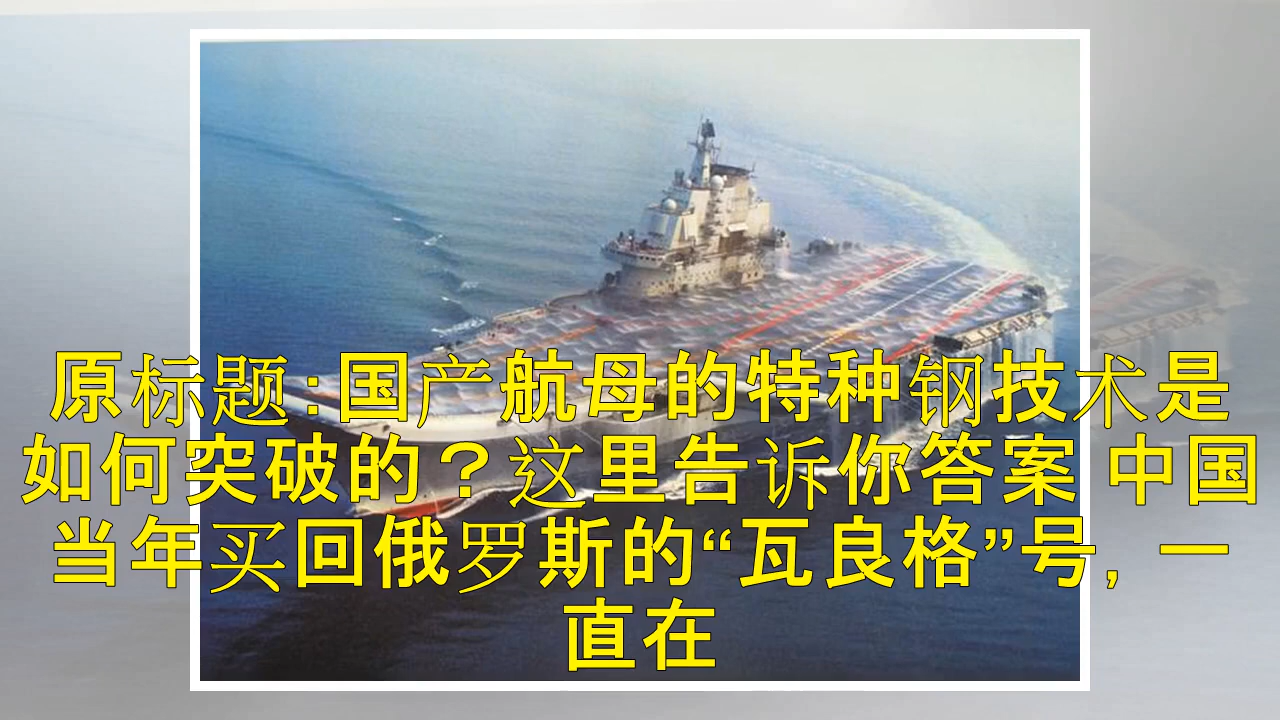 原标题:国产航母的特种钢技术是
如何突破的？这里告诉你答案 中国
当年买回俄罗斯的“瓦良格”号, 一
直在